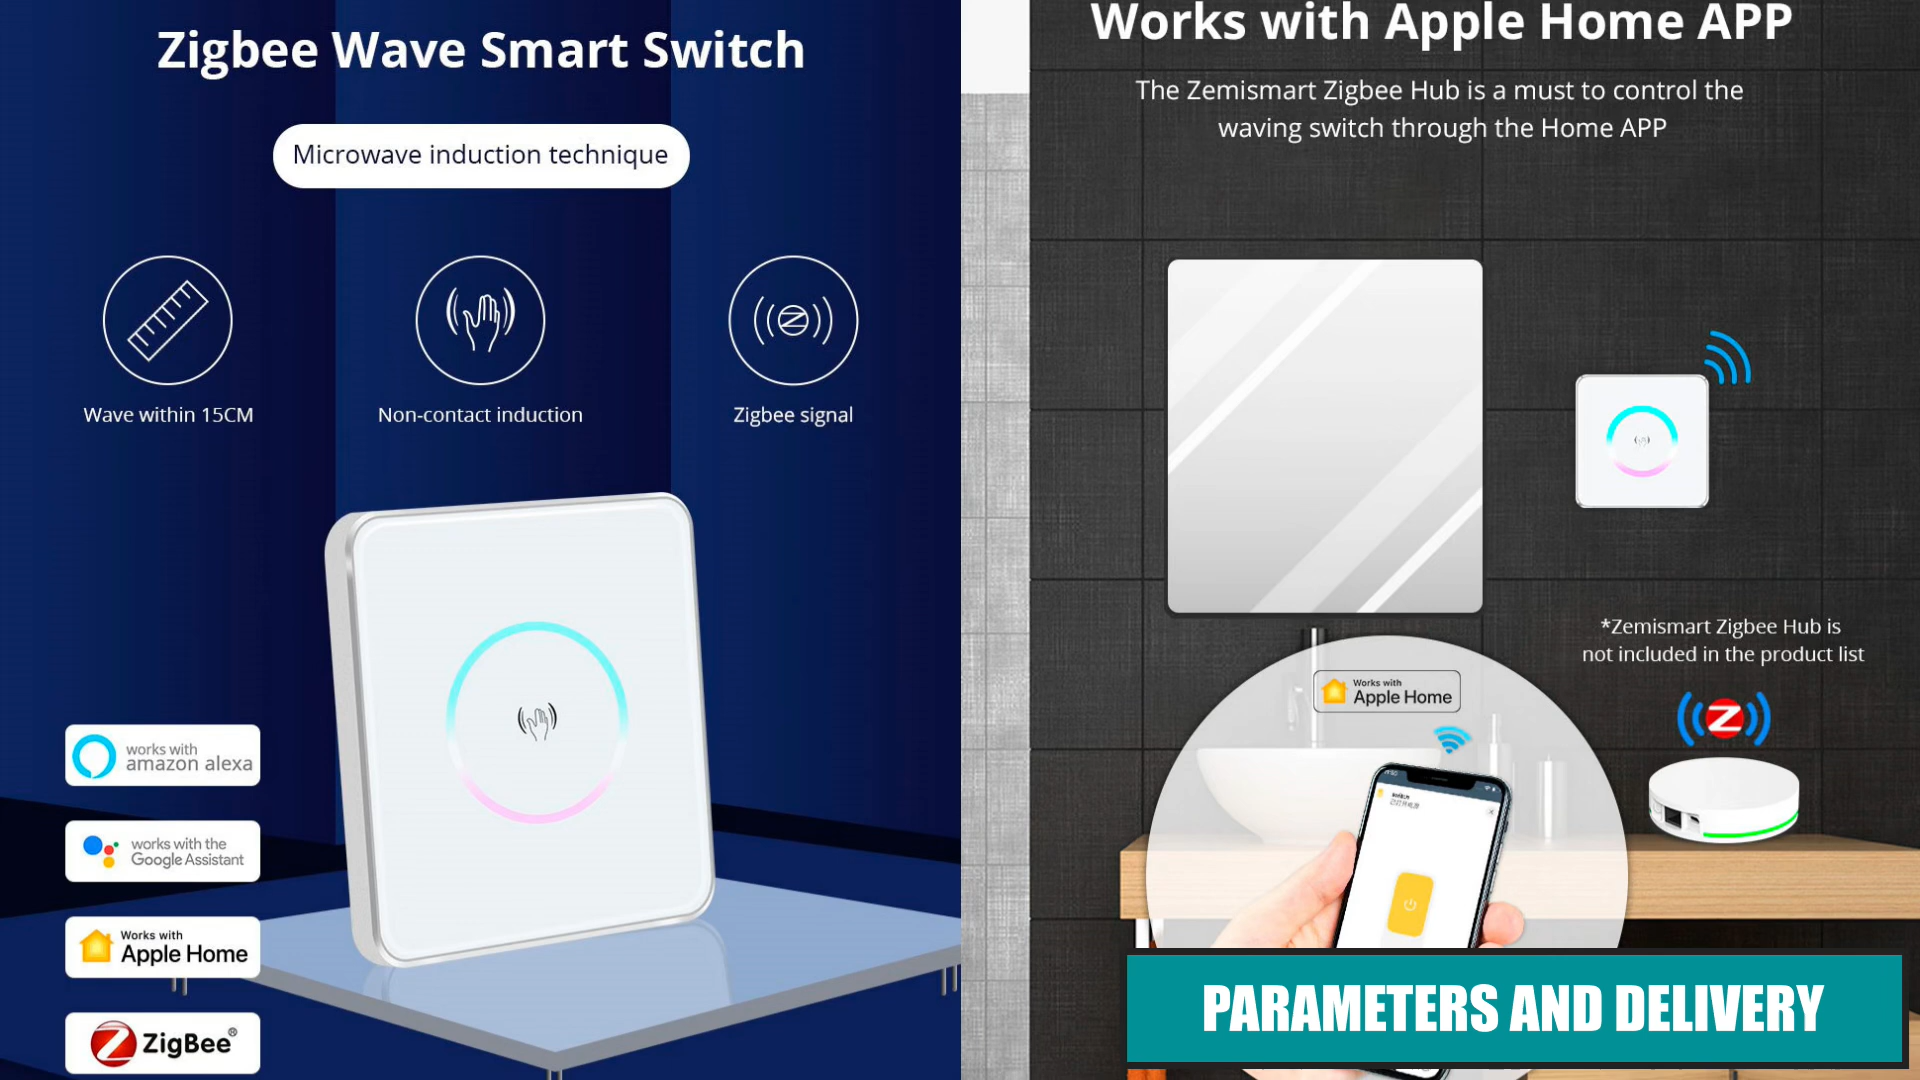 Zigbee Wave Smart Switch
Microwave induction technique
Wave within 15CM
Non-contact induction
Zigbee signal
works with
amazon alexa
works with the
Google Assistant
Works with
Apple Home
ZigBee®
Works with Apple Home APP
The Zemismart Zigbee Hub is a must to control the
waving switch through the Home APP
*Zemismart Zigbee Hub is
not included in the product list
Works with
Apple Home
PARAMETERS AND DELIVERY